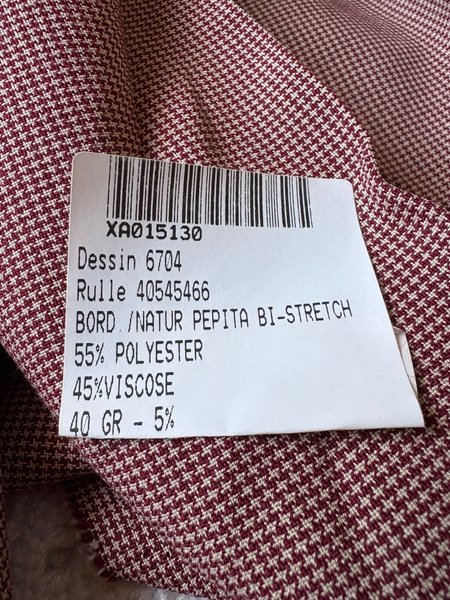 XA015130
Dessin 6704
Rulle 40545466
BORD./NATUR PEPITA BI-STRETCH
55% POLYESTER
45%VISCOSE
40 GR - 5%